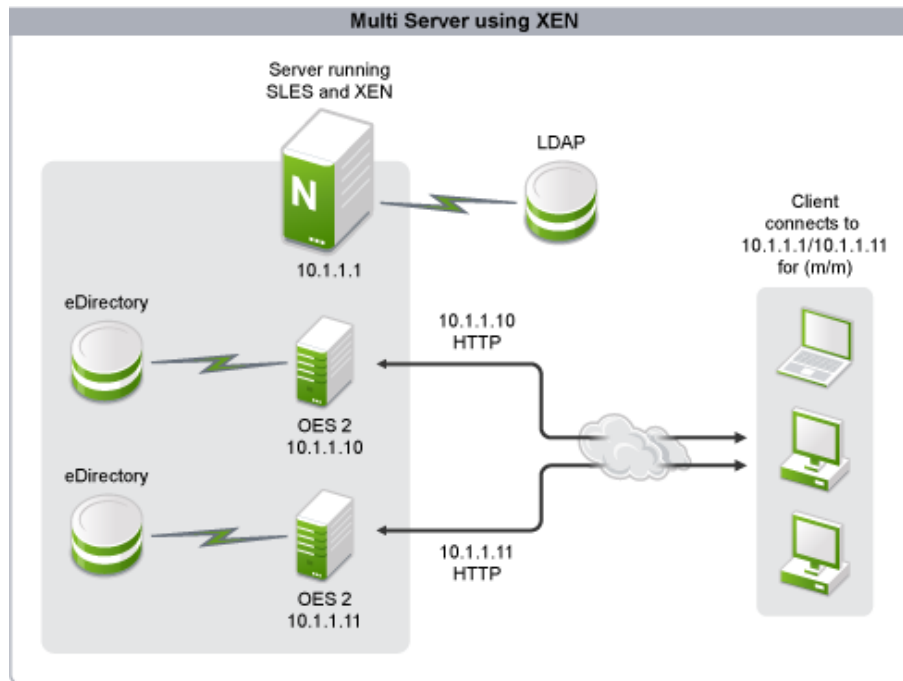 Multi Server using XEN
Server running
SLES and XEN
N
10.1.1.1
LDAP
Client
connects to
10.1.1.1/10.1.1.11
for (m/m)
eDirectory
OES 2
10.1.1.10
10.1.1.10
HTTP
eDirectory
OES 2
10.1.1.11
10.1.1.11
HTTP